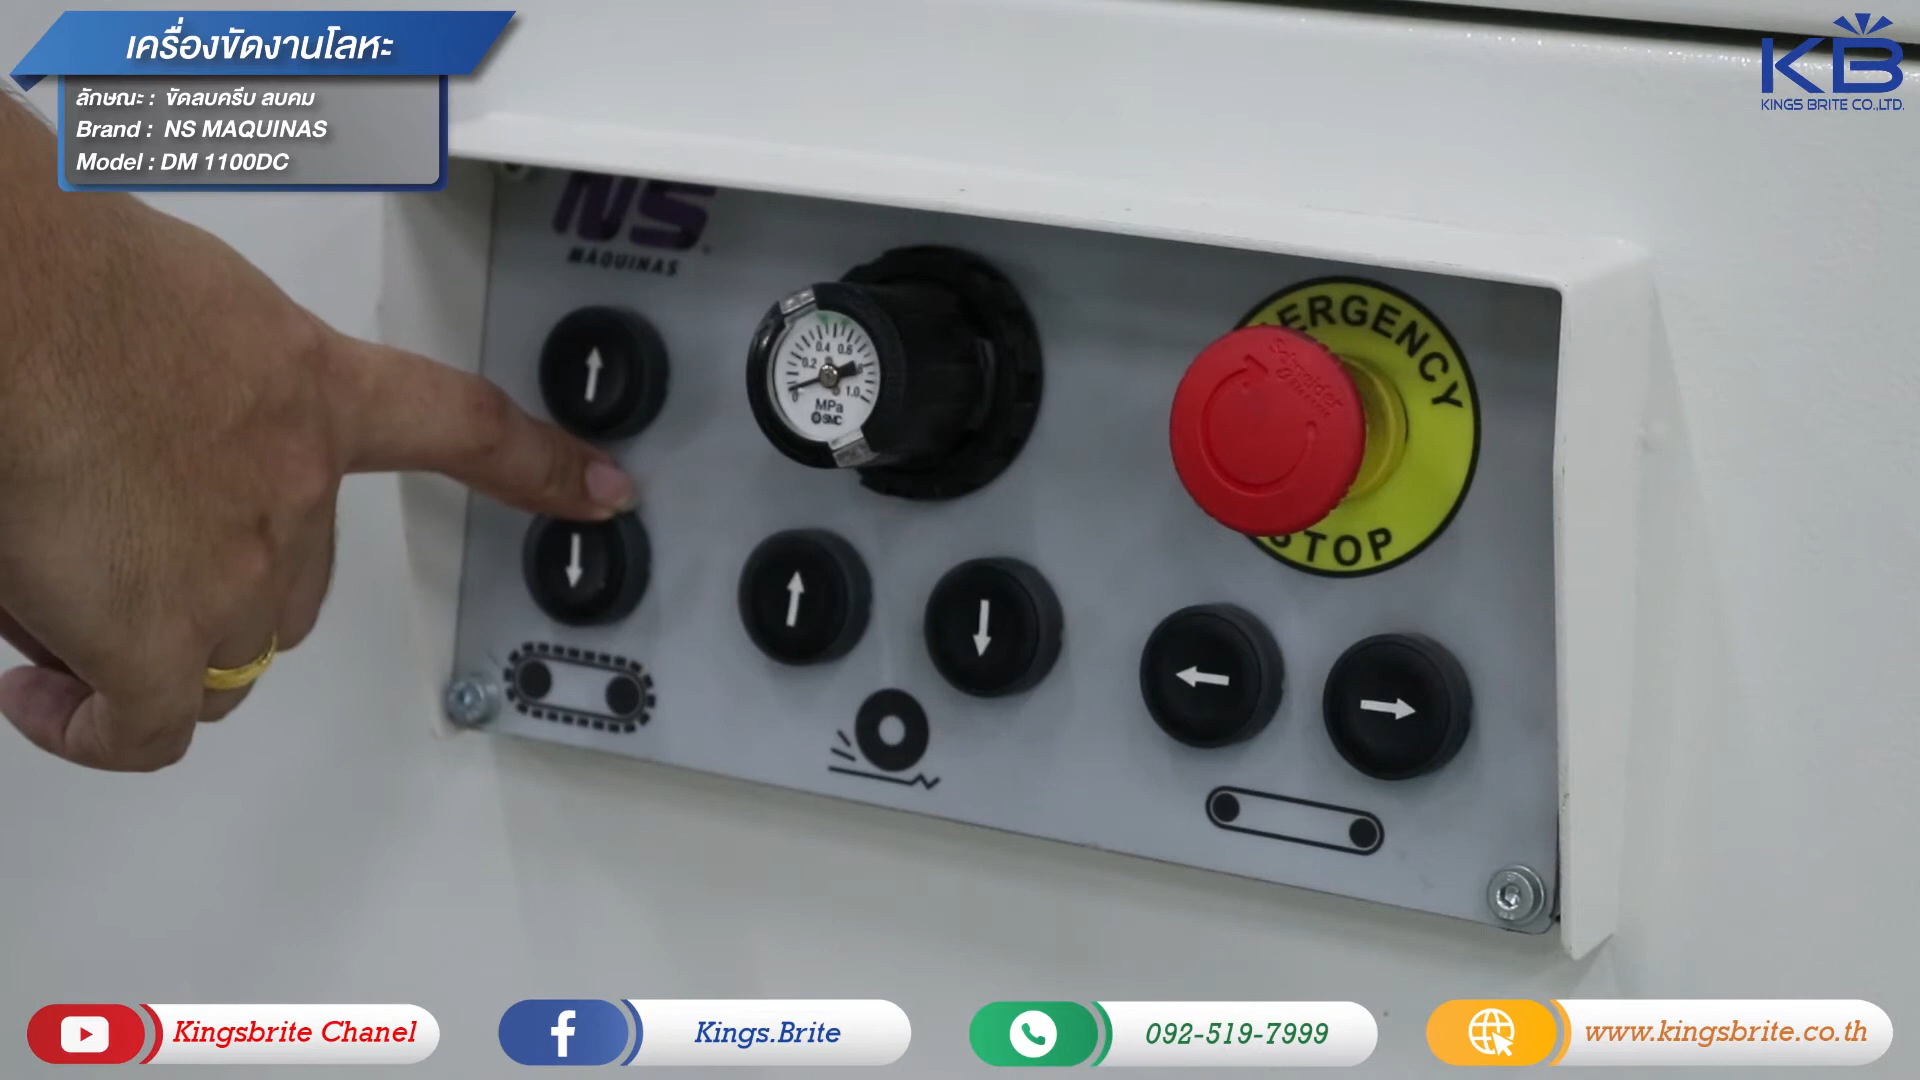 เครื่องขัดงานโลหะ
ลักษณะ : ขัดลบครีบ ลบคม
Brand : NS MAQUINAS
Model : DM 1100DC
KB
KINGS BRITE CO.,LTD.
NS
MAQUINAS
0.4 0.6
0.2
0 1.0
MPa
SMC
Schneider
ERGENCY
STOP
Kingsbrite Chanel
Kings.Brite
092-519-7999
www.kingsbrite.co.th